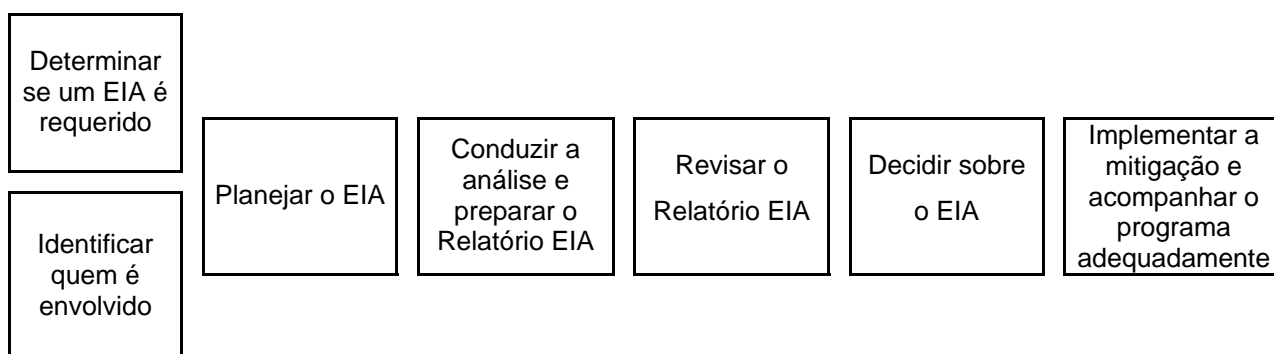 Determinar
se um EIA é
requerido
Identificar
quem é
envolvido
Planejar o EIA
Conduzir a
análise e
preparar o
Relatório EIA
Revisar o
Relatório EIA
Decidir sobre
o EIA
Implementar a
mitigação e
acompanhar o
programa
adequadamente